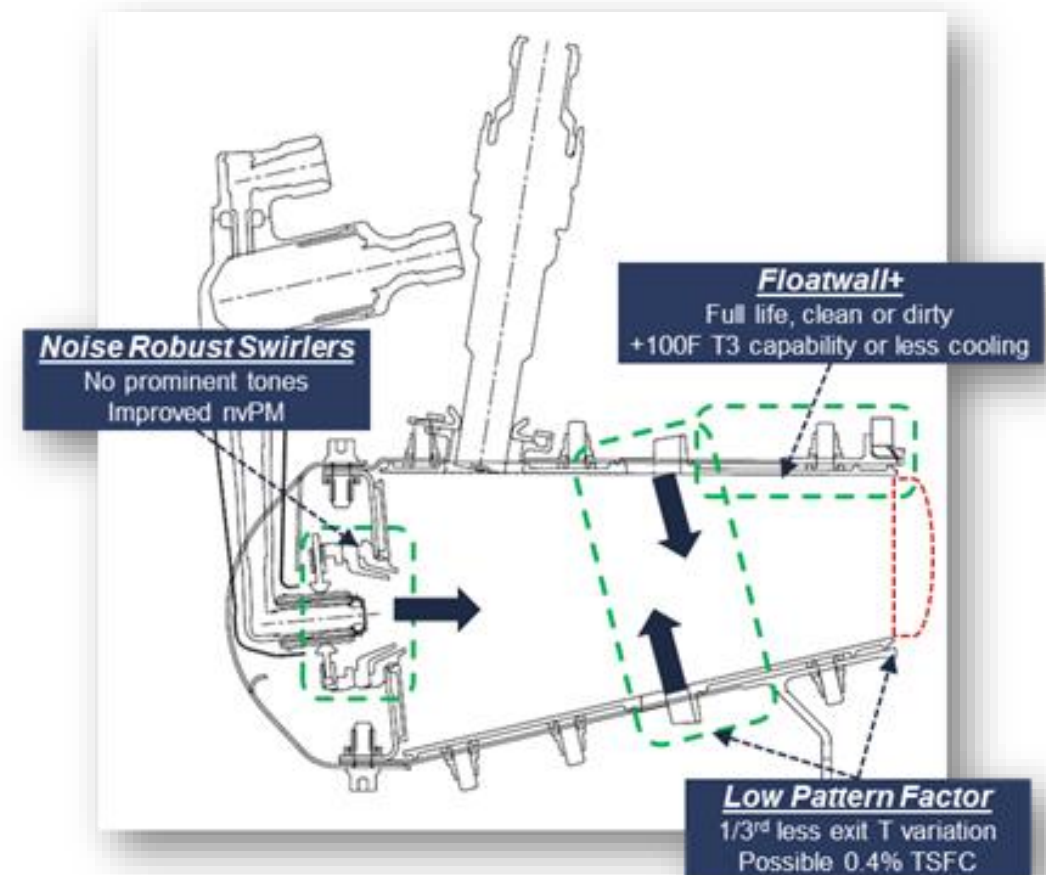 Floatwall+
Full life, clean or dirty
+100F T3 capability or less cooling
Noise Robust Swirlers
No prominent tones
Improved nvPM
Low Pattern Factor
1/3rd less exit T variation
Possible 0.4% TSFC